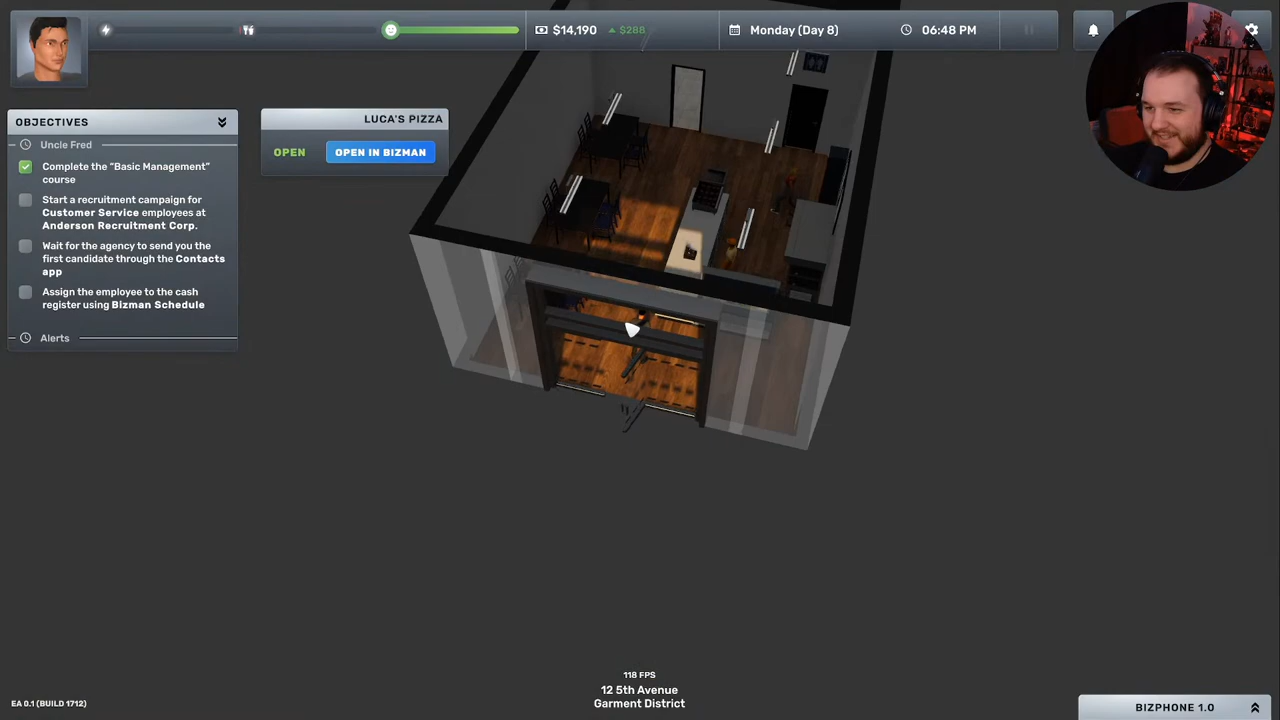 $14,190
$288
Monday (Day 8)
06:48 PM
OBJECTIVES
Uncle Fred
Complete the "Basic Management"
course
Start a recruitment campaign for
Customer Service employees at
Anderson Recruitment Corp.
Wait for the agency to send you the
first candidate through the Contacts
app
Assign the employee to the cash
register using Bizman Schedule
Alerts
LUCA'S PIZZA
OPEN
OPEN IN BIZMAN
118 FPS
12 5th Avenue
Garment District
EA 0.1 (BUILD 1712)
BIZPHONE 1.0